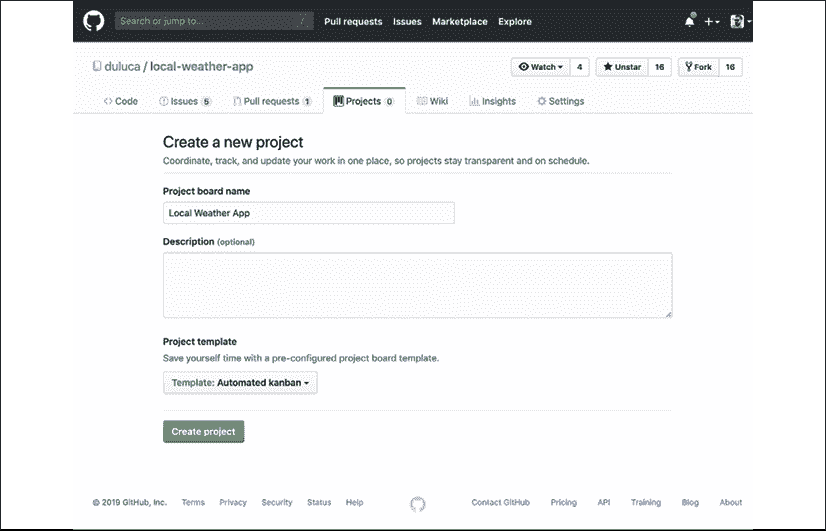 Search or jump to... / Pull requests Issues Marketplace Explore
duluca / local-weather-app Watch 4 Unstar 16 Fork 16
Code Issues 5 Pull requests 1 Projects 0 Wiki Insights Settings
Create a new project
Coordinate, track, and update your work in one place, so projects stay transparent and on schedule.
Project board name
Local Weather App
Description (optional)
Project template
Save yourself time with a pre-configured project board template.
Template: Automated kanban
Create project
© 2019 GitHub, Inc. Terms Privacy Security Status Help Contact GitHub Pricing API Training Blog About